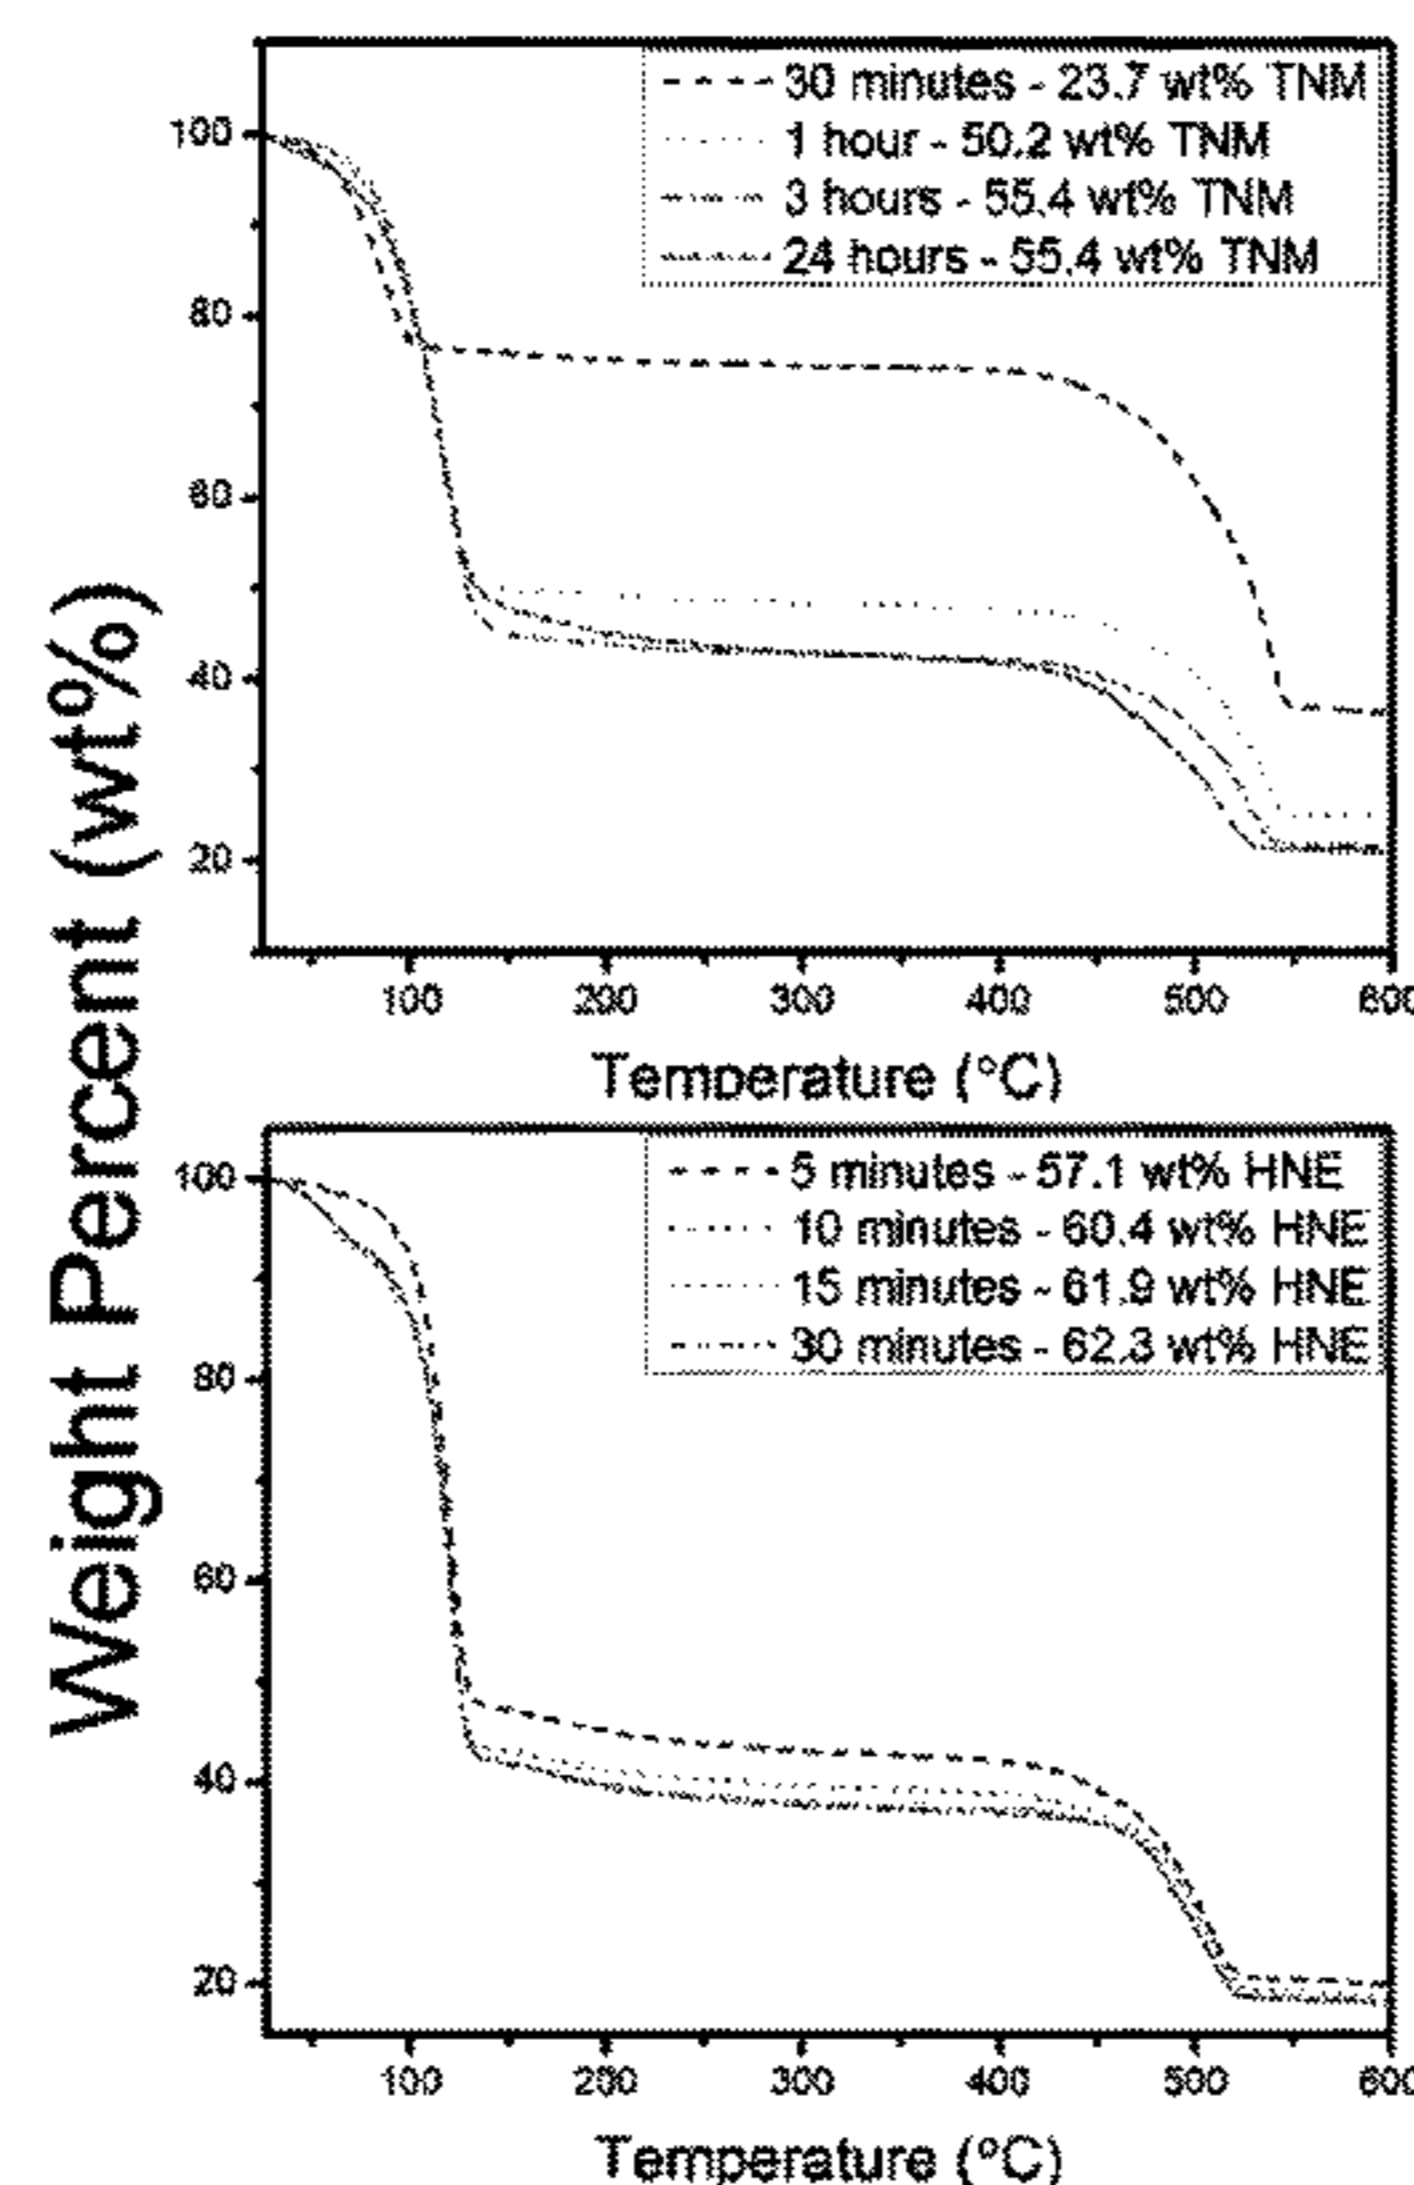 Weight Percent (wt%)
30 minutes - 23.7 wt% TNM
1 hour - 50.2 wt% TNM
3 hours - 55.4 wt% TNM
24 hours - 55.4 wt% TNM
100
80
60
40
20
100 200 300 400 500 600
Temperature (°C)
5 minutes - 57.1 wt% HNE
10 minutes - 60.4 wt% HNE
15 minutes - 61.9 wt% HNE
30 minutes - 62.3 wt% HNE
100
80
60
40
20
100 200 300 400 500 600
Temperature (°C)